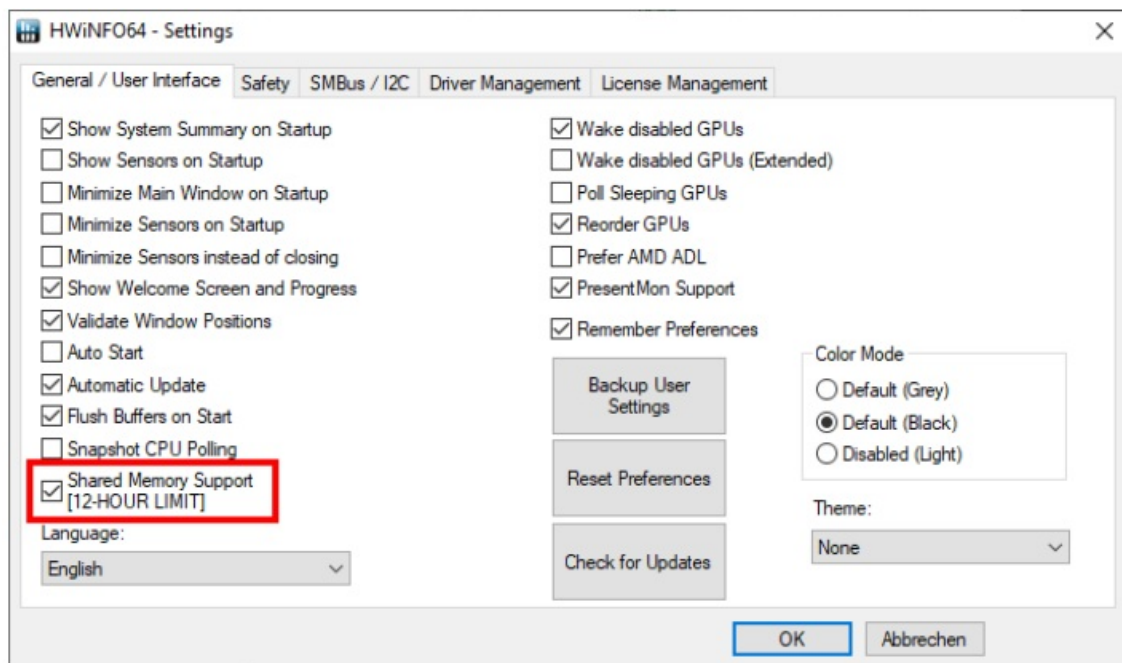 HWiNFO64 - Settings
General / User Interface
Safety
SMBus / I2C
Driver Management
License Management
Show System Summary on Startup
Show Sensors on Startup
Minimize Main Window on Startup
Minimize Sensors on Startup
Minimize Sensors instead of closing
Show Welcome Screen and Progress
Validate Window Positions
Auto Start
Automatic Update
Flush Buffers on Start
Snapshot CPU Polling
Shared Memory Support
[12-HOUR LIMIT]
Language:
English
Wake disabled GPUs
Wake disabled GPUs (Extended)
Poll Sleeping GPUs
Reorder GPUs
Prefer AMD ADL
PresentMon Support
Remember Preferences
Backup User
Settings
Reset Preferences
Check for Updates
Color Mode
Default (Grey)
Default (Black)
Disabled (Light)
Theme:
None
OK
Abbrechen